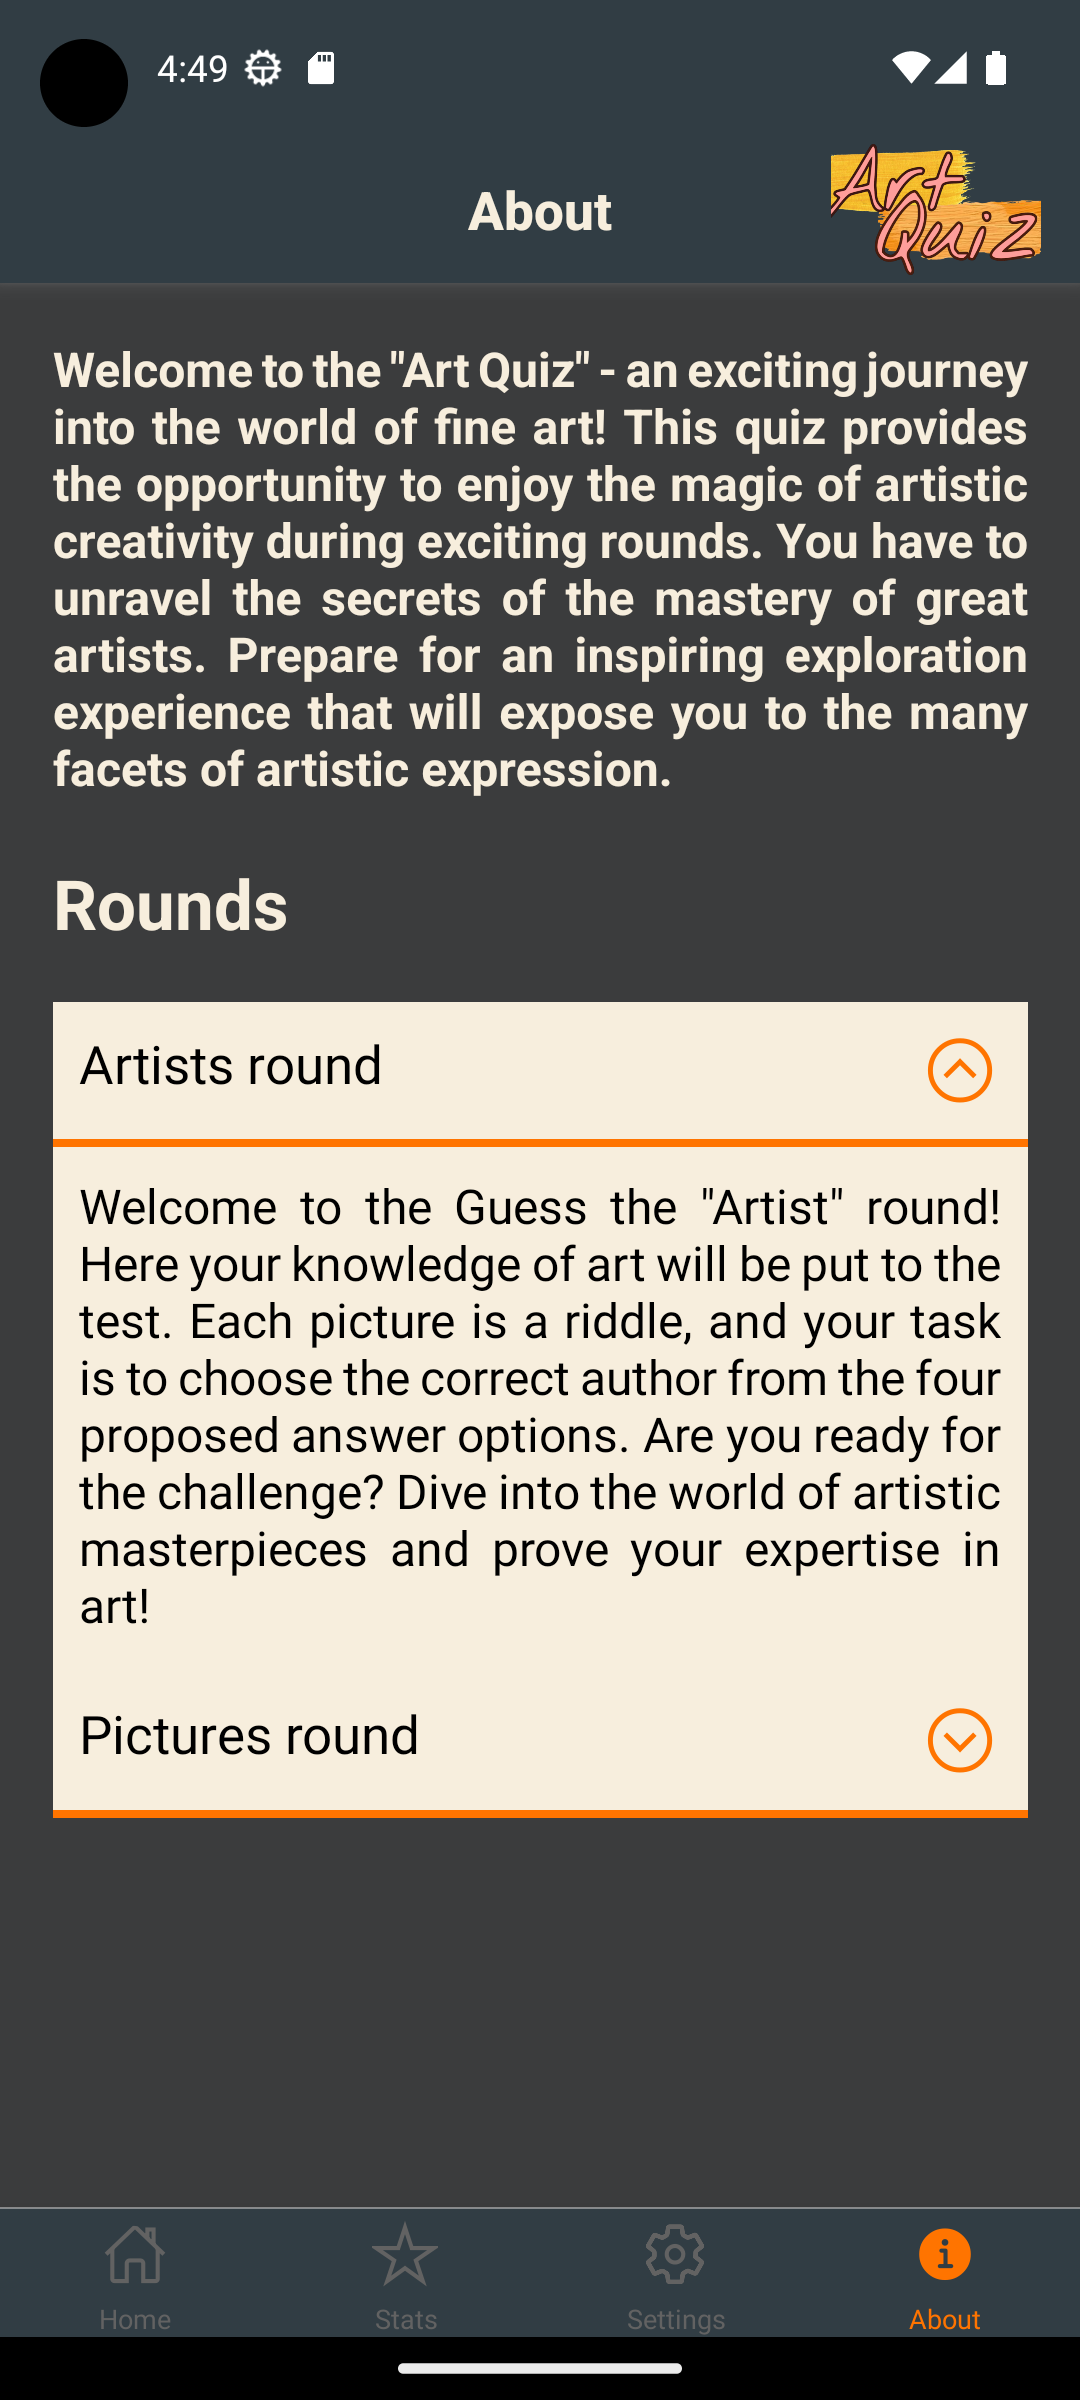 4:49
About
Art
Quiz
Welcome to the "Art Quiz" - an exciting journey
into the world of fine art! This quiz provides
the opportunity to enjoy the magic of artistic
creativity during exciting rounds. You have to
unravel the secrets of the mastery of great
artists. Prepare for an inspiring exploration
experience that will expose you to the many
facets of artistic expression.
Rounds
Artists round
Welcome to the Guess the "Artist" round!
Here your knowledge of art will be put to the
test. Each picture is a riddle, and your task
is to choose the correct author from the four
proposed answer options. Are you ready for
the challenge? Dive into the world of artistic
masterpieces and prove your expertise in
art!
Pictures round
Home
Stats
Settings
About